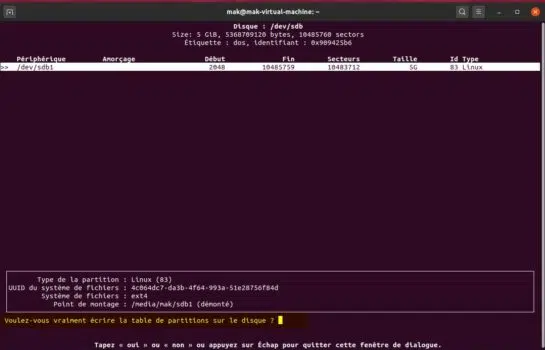 mak@mak-virtual-machine: ~
Disque : /dev/sdb
Size: 5 GiB, 5368709120 bytes, 10485760 sectors
Étiquette : dos, identifiant : 0x909425b6
Périphérique Amorçage Début Fin Secteurs Taille Id Type
>> /dev/sdb1 2048 10485759 10483712 5G 83 Linux
Type de la partition : Linux (83)
UUID du système de fichiers : 4c064dc7-da3b-4f64-993a-51e28756f84d
Système de fichiers : ext4
Point de montage : /media/mak/sdb1 (démonté)
Voulez-vous vraiment écrire la table de partitions sur le disque ?
Tapez « oui » ou « non » ou appuyez sur Échap pour quitter cette fenêtre de dialogue.